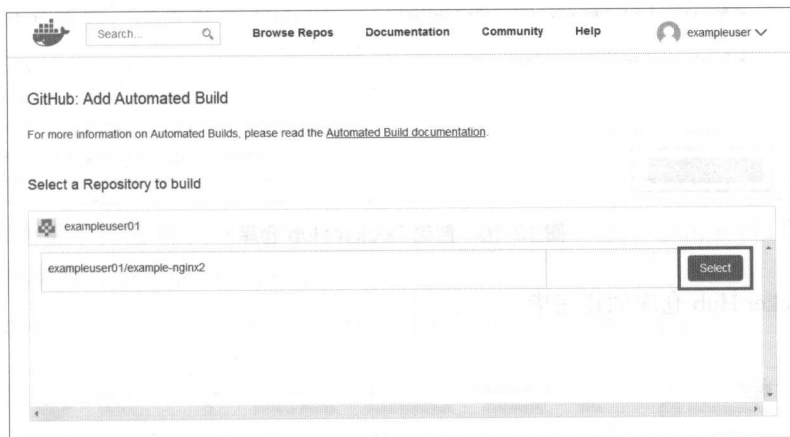 Search... Browse Repos Documentation Community Help exampleuser
GitHub: Add Automated Build
For more information on Automated Builds, please read the Automated Build documentation.
Select a Repository to build
exampleuser01
exampleuser01/example-nginx2 Select